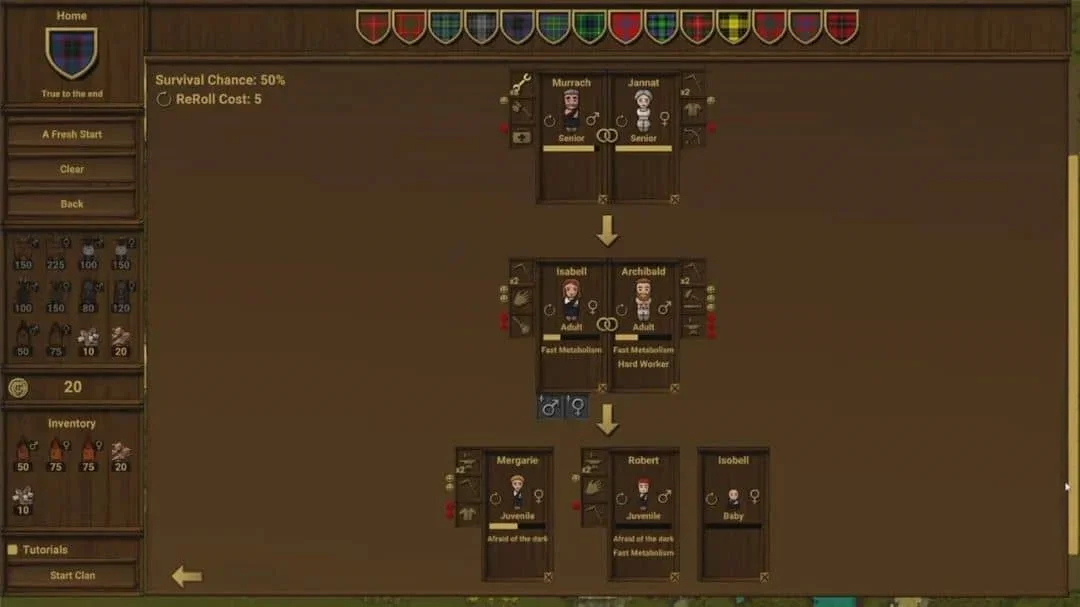 Home
True to the end
A Fresh Start
Clear
Back
150 225 100 150
100 150 80 120
50 75 10 20
20
Inventory
50 75 75 20
10
Tutorials
Start Clan
Survival Chance: 50%
ReRoll Cost: 5
Murrach Jannat
x2 x2
Senior Senior
Isabell Archibald
x2 x2
Adult Adult
Fast Metabolism Fast Metabolism
Hard Worker
Mergarie Robert Isobell
x2 x2
Juvenile Juvenile Baby
Afraid of the dark Afraid of the dark
Fast Metabolism